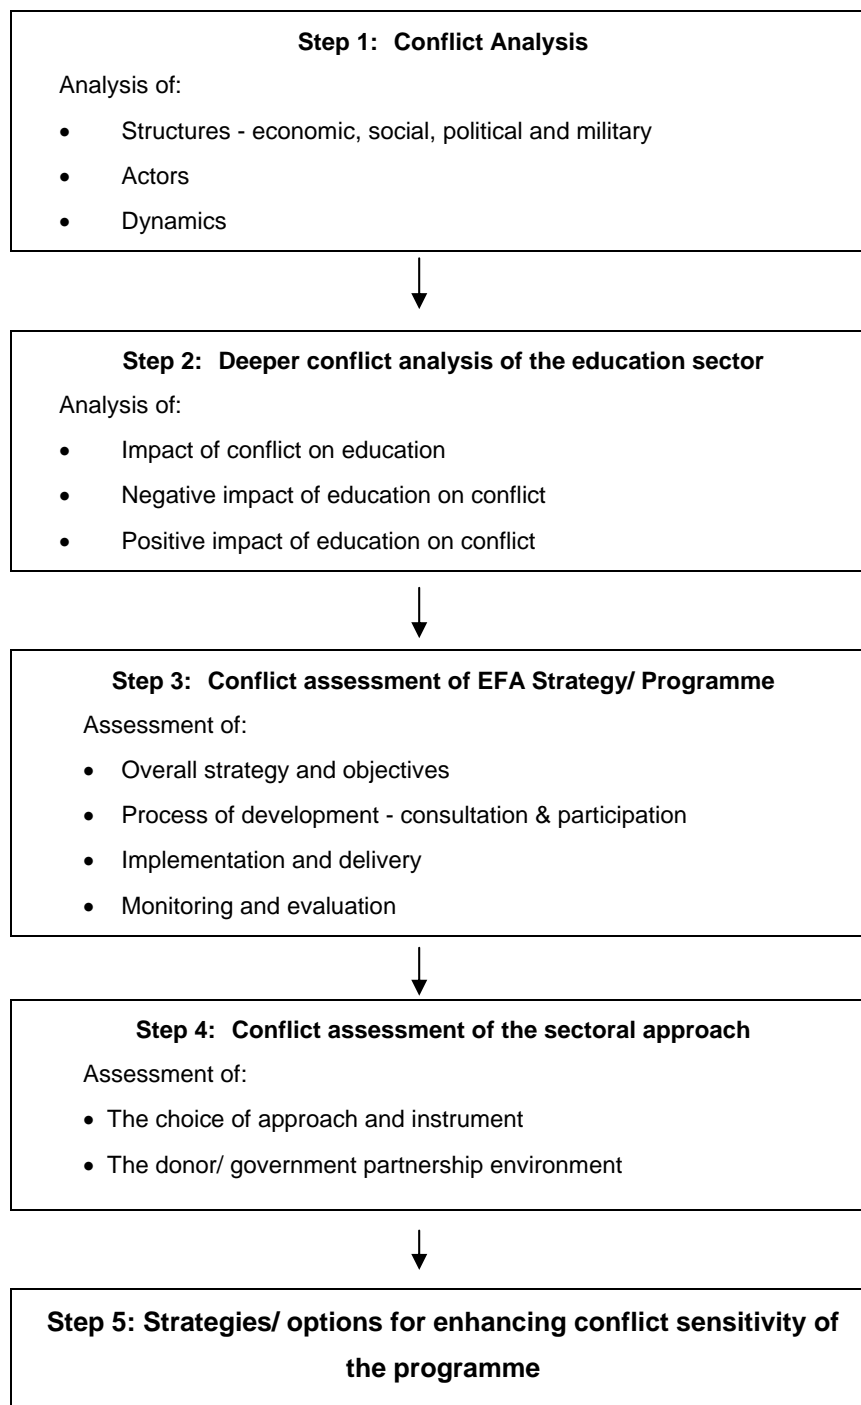 Step 1: Conflict Analysis
Analysis of:
• Structures - economic, social, political and military
• Actors
• Dynamics
Step 2: Deeper conflict analysis of the education sector
Analysis of:
• Impact of conflict on education
• Negative impact of education on conflict
• Positive impact of education on conflict
Step 3: Conflict assessment of EFA Strategy/ Programme
Assessment of:
• Overall strategy and objectives
• Process of development - consultation & participation
• Implementation and delivery
• Monitoring and evaluation
Step 4: Conflict assessment of the sectoral approach
Assessment of:
• The choice of approach and instrument
• The donor/ government partnership environment
Step 5: Strategies/ options for enhancing conflict sensitivity of
the programme